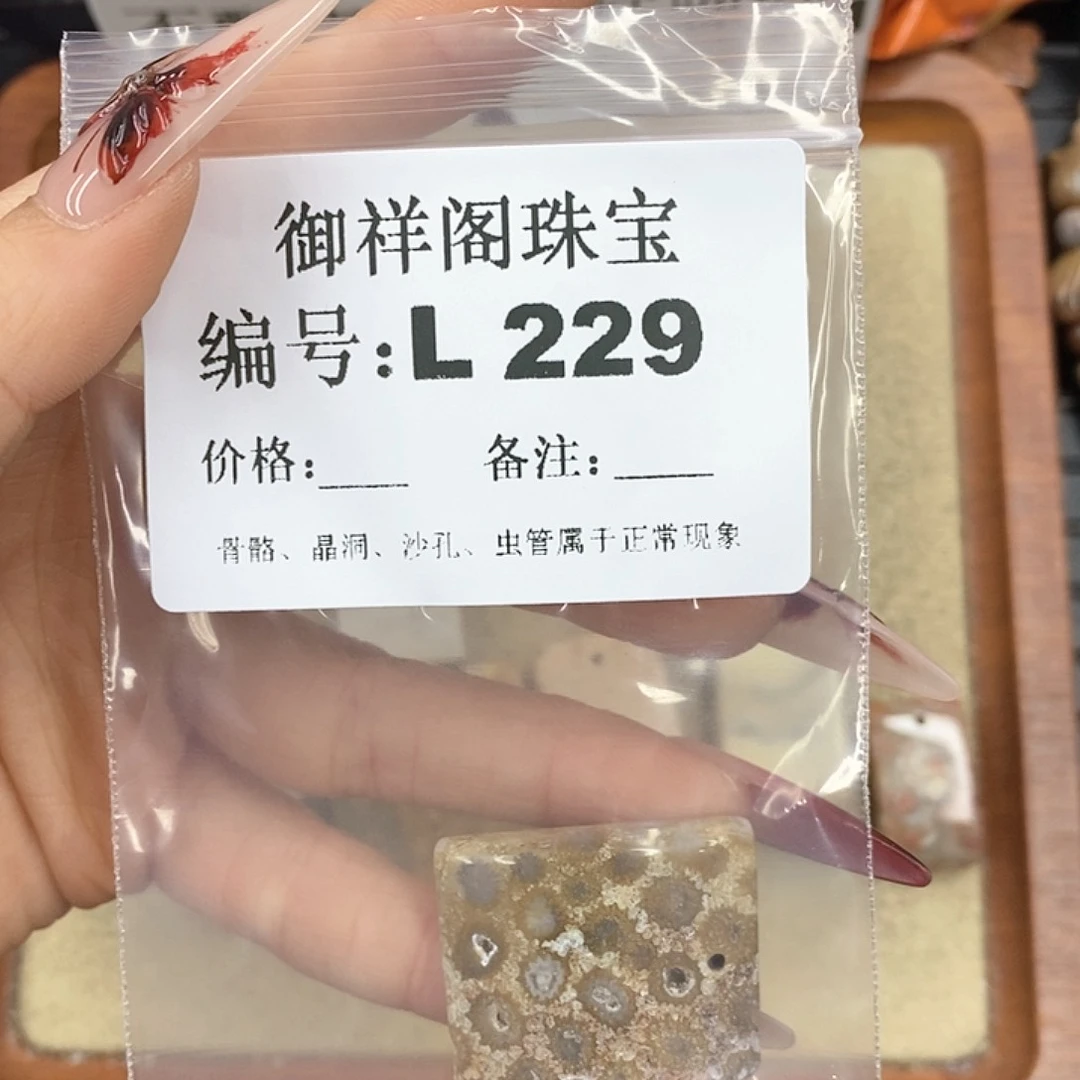 御祥阁珠宝
编号:L 229
价格:____ 备注:____
骨骼、晶洞、沙孔、虫管属于正常现象